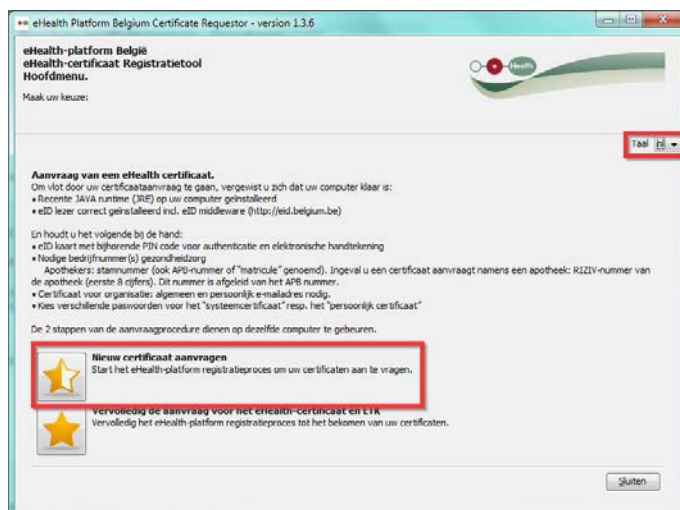 eHealth Platform Belgium Certificate Requestor - version 1.3.6
eHealth-platform België
eHealth-certificaat Registratietool
Hoofdmenu.
Maak uw keuze:
Health
Taal nl
Aanvraag van een eHealth certificaat.
Om vlot door uw certificaataanvraag te gaan, vergewist u zich dat uw computer klaar is:
• Recente JAVA runtime (JRE) op uw computer geïnstalleerd
• eID lezer correct geïnstalleerd incl. eID middleware (http://eid.belgium.be)
En houdt u het volgende bij de hand:
• eID kaart met bijhorende PIN code voor authenticatie en elektronische handtekening
• Nodige bedrijfnummer(s) gezondheidzorg
Apothekers: stamnummer (ook APB-nummer of "matricule" genoemd). Ingeval u een certificaat aanvraagt namens een apotheek: RIZIV-nummer van
de apotheek (eerste 8 cijfers). Dit nummer is afgeleid van het APB nummer.
• Certificaat voor organisatie: algemeen en persoonlijk e-mailadres nodig.
• Kies verschillende paswoorden voor het "systeemcertificaat" resp. het "persoonlijk certificaat"
De 2 stappen van de aanvraagprocedure dienen op dezelfde computer te gebeuren.
Nieuw certificaat aanvragen
Start het eHealth-platform registratieproces om uw certificaten aan te vragen.
Vervolledig de aanvraag voor het eHealth-certificaat en ETK
Vervolledig het eHealth-platform registratieproces tot het bekomen van uw certificaten.
Sluiten